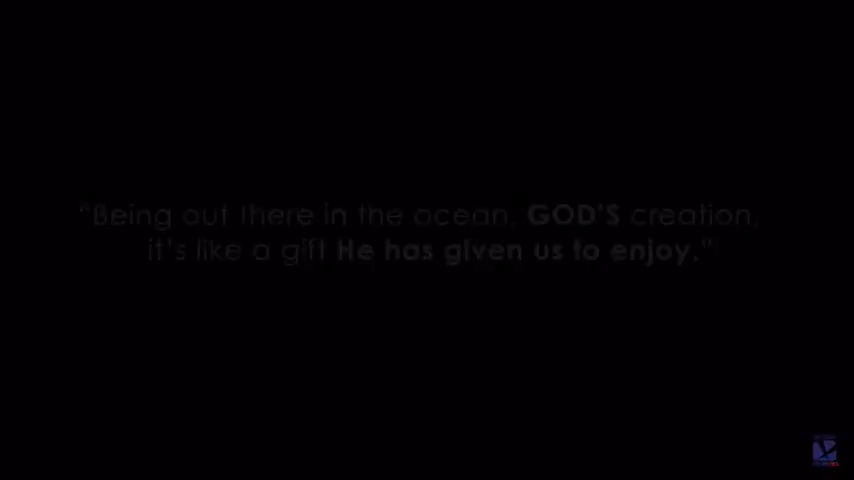 "Being out there in the ocean, GOD'S creation,
it's like a gift He has given us to enjoy."